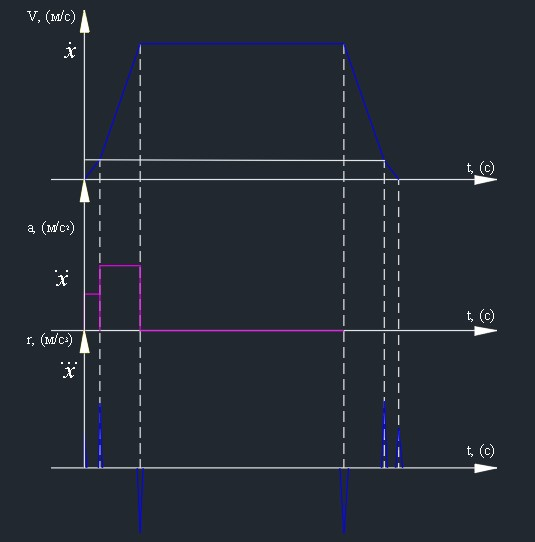 V, (м/с)
ẋ
t, (с)
a, (м/с²)
ẍ
t, (с)
r, (м/с³)
x⃛
t, (с)